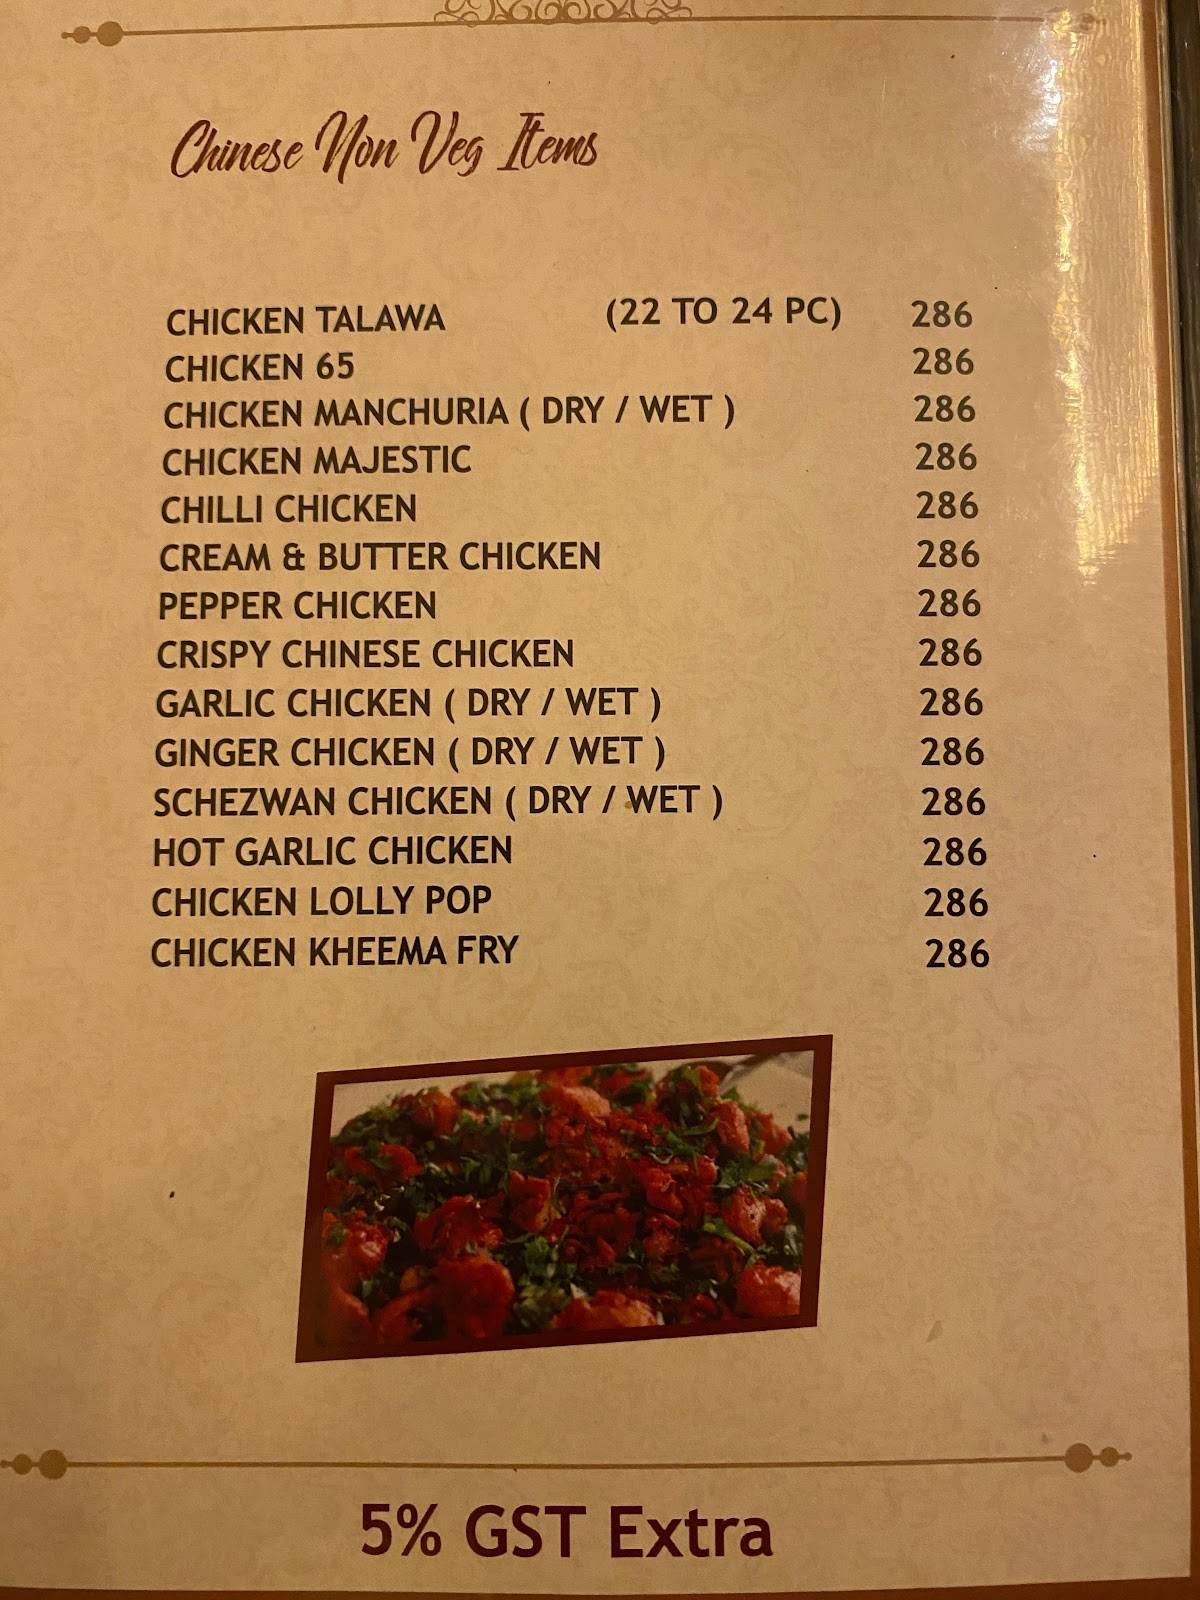 Chinese Non Veg Items
CHICKEN TALAWA (22 TO 24 PC) 286
CHICKEN 65 286
CHICKEN MANCHURIA ( DRY / WET ) 286
CHICKEN MAJESTIC 286
CHILLI CHICKEN 286
CREAM & BUTTER CHICKEN 286
PEPPER CHICKEN 286
CRISPY CHINESE CHICKEN 286
GARLIC CHICKEN ( DRY / WET ) 286
GINGER CHICKEN ( DRY / WET ) 286
SCHEZWAN CHICKEN ( DRY / WET ) 286
HOT GARLIC CHICKEN 286
CHICKEN LOLLY POP 286
CHICKEN KHEEMA FRY 286
5% GST Extra